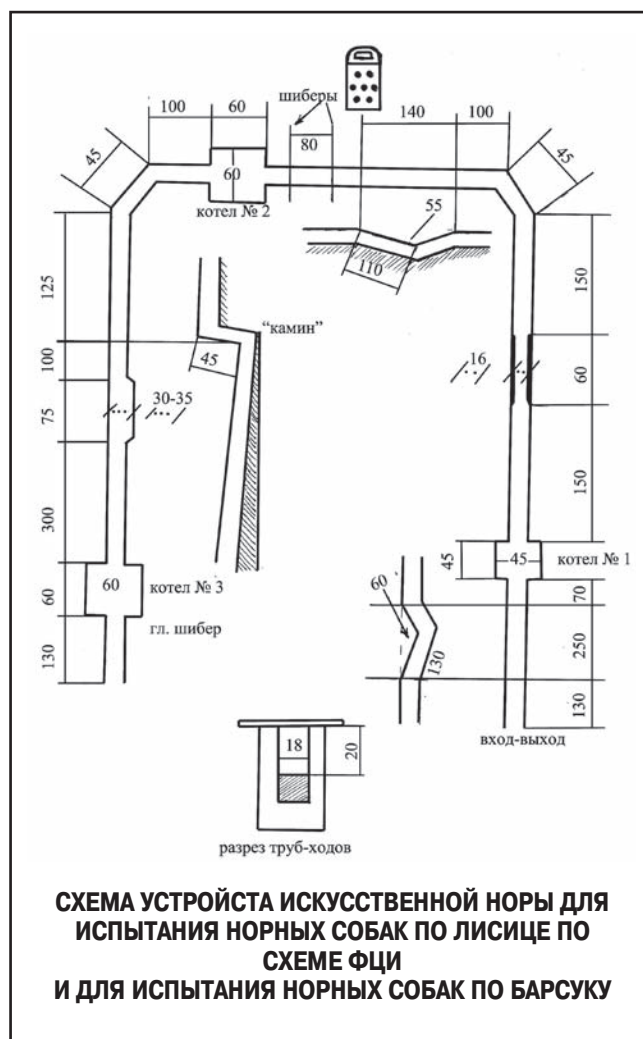 шиберы
100 60 140 100
80
45 45
60
котел № 2
55
110
125
150
“камин”
45
100
16
60
30-35
75
150
300
45
45
котел № 1
60
60
котел № 3
60
70
гл. шибер
130
250
130
130
вход-выход
18
20
разрез труб-ходов
СХЕМА УСТРОЙСТА ИСКУССТВЕННОЙ НОРЫ ДЛЯ
ИСПЫТАНИЯ НОРНЫХ СОБАК ПО ЛИСИЦЕ ПО
СХЕМЕ ФЦИ
И ДЛЯ ИСПЫТАНИЯ НОРНЫХ СОБАК ПО БАРСУКУ